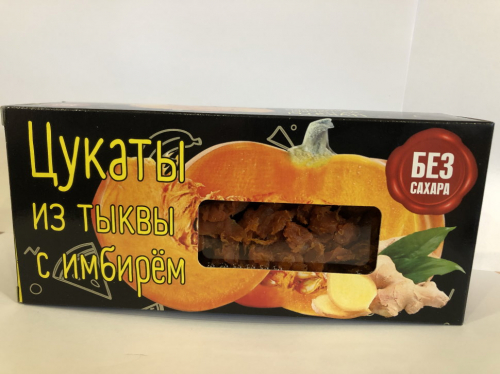 Цукаты
из тыквы
с имбирём
БЕЗ
САХАРА